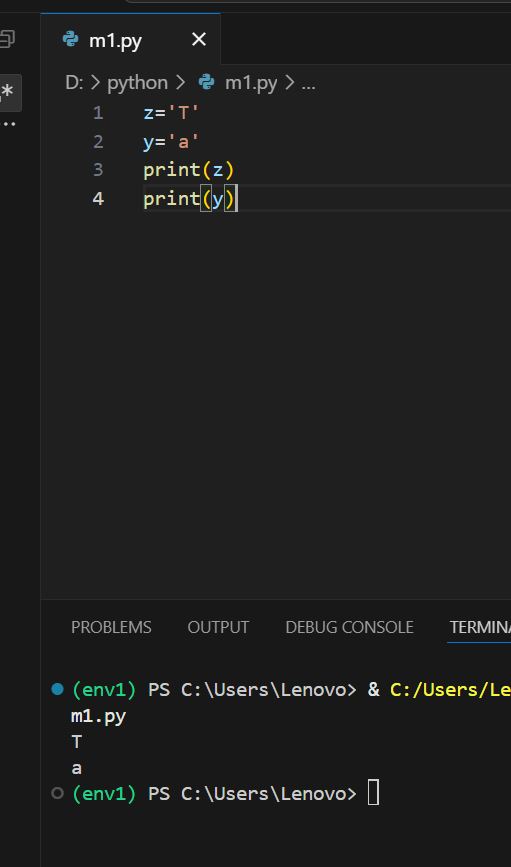 m1.py
D: > python > m1.py > ...
1 z='T'
2 y='a'
3 print(z)
4 print(y)
PROBLEMS OUTPUT DEBUG CONSOLE
(env1) PS C:\Users\Lenovo> & C:/Users/Le
m1.py
T
a
(env1) PS C:\Users\Lenovo>